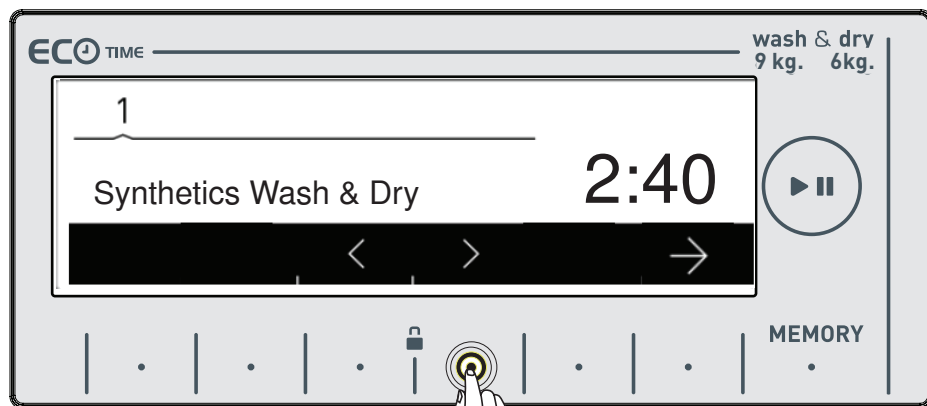 ECO TIME
wash & dry
9 kg. 6kg.
1
Synthetics Wash & Dry
2:40
MEMORY